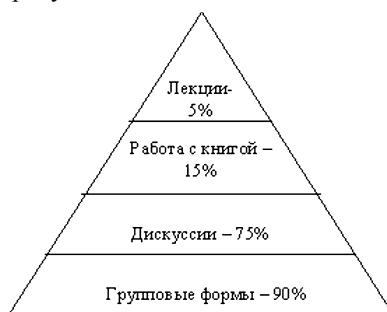 Лекции-
5%
Работа с книгой –
15%
Дискуссии – 75%
Групповые формы – 90%